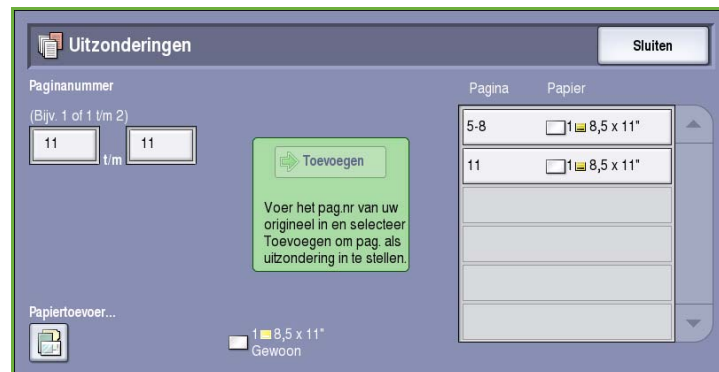 Uitzonderingen
Sluiten
Paginanummer
(Bijv. 1 of 1 t/m 2)
11 t/m 11
Toevoegen
Voer het pag.nr van uw
origineel in en selecteer
Toevoegen om pag. als
uitzondering in te stellen.
Pagina Papier
5-8 1 8,5 x 11"
11 1 8,5 x 11"
Papiertoevoer...
1 8,5 x 11"
Gewoon